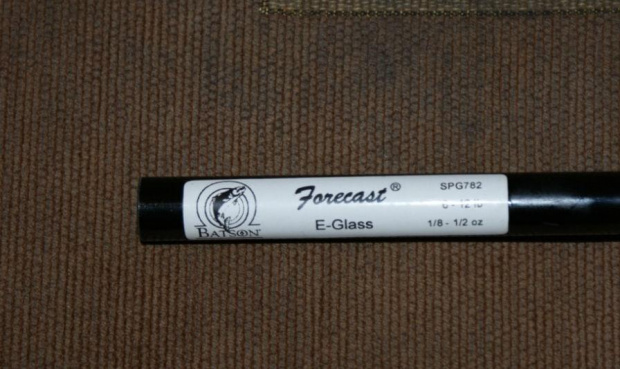 BATSON
Forecast®
E-Glass
SPG782
1/8 - 1/2 oz